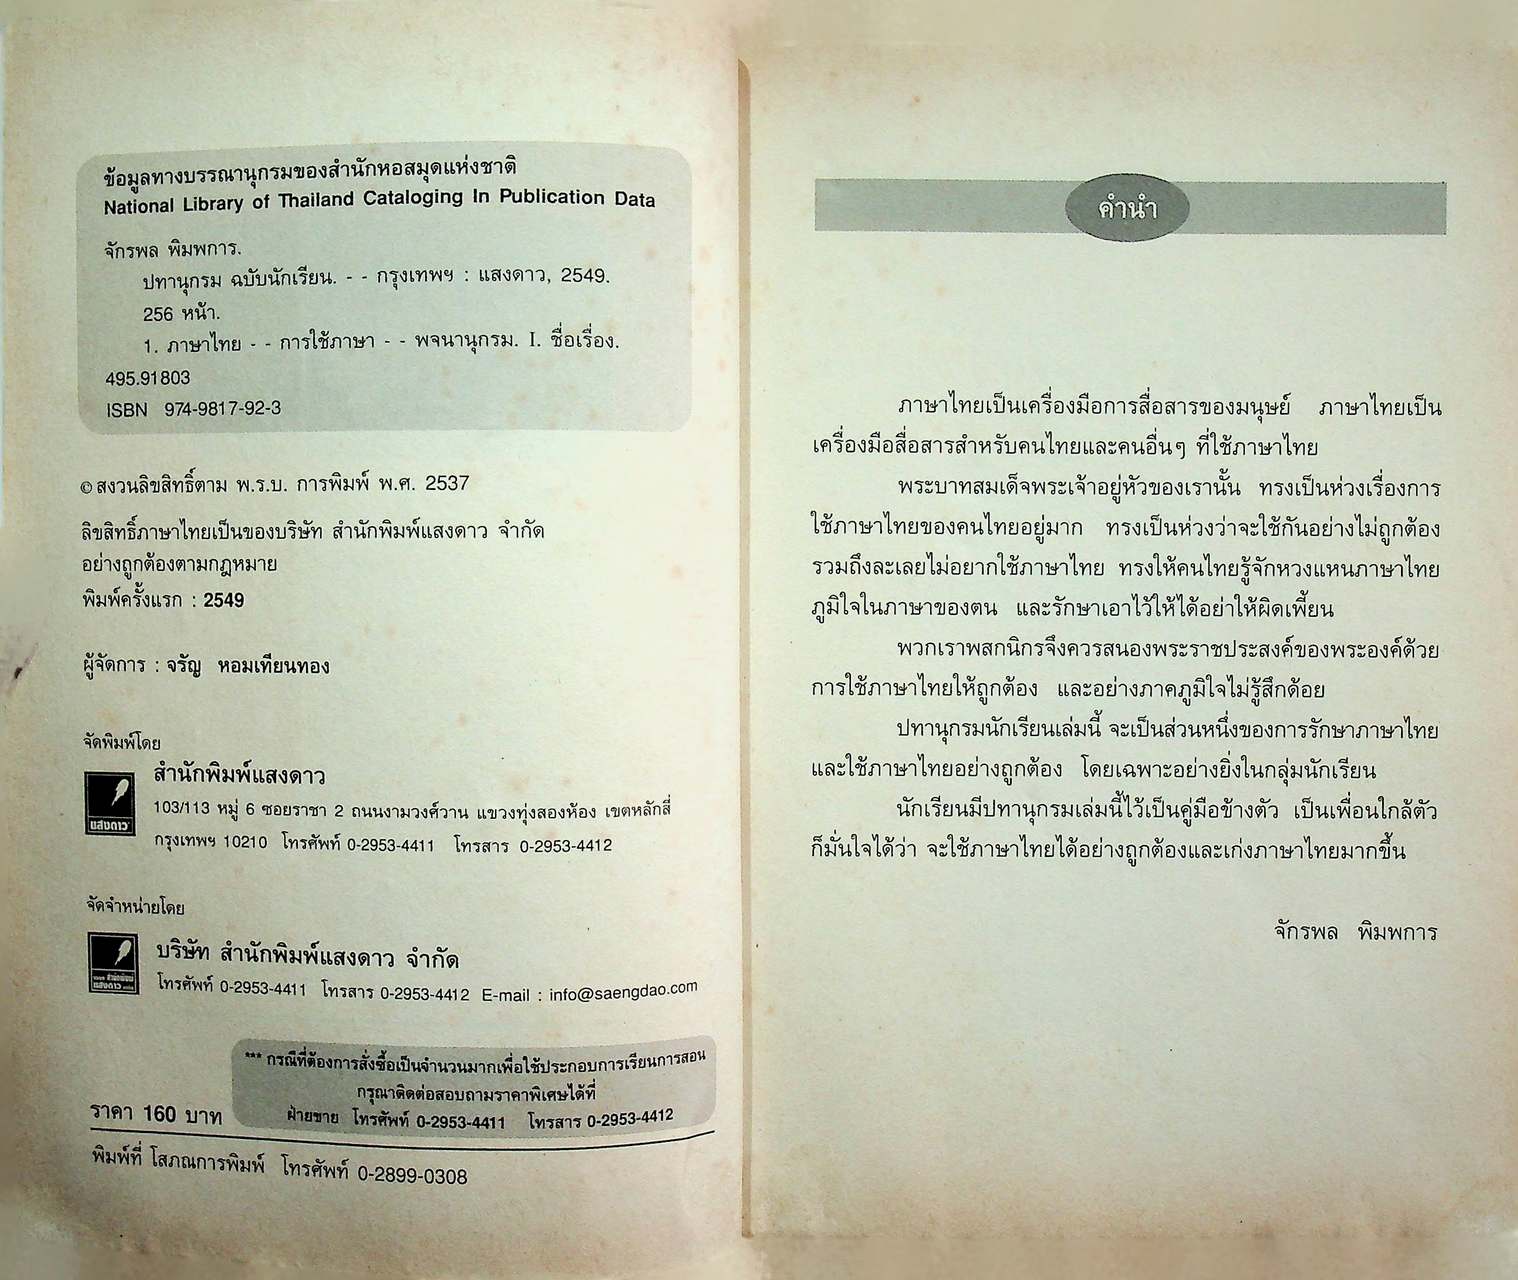 ข้อมูลทางบรรณานุกรมของสำนักหอสมุดแห่งชาติ
National Library of Thailand Cataloging In Publication Data
จักรพล พิมพการ.
ปทานุกรม ฉบับนักเรียน. - - กรุงเทพฯ : แสงดาว, 2549.
256 หน้า.
1. ภาษาไทย - - การใช้ภาษา - - พจนานุกรม. I. ชื่อเรื่อง.
495.91803
ISBN 974-9817-92-3
© สงวนลิขสิทธิ์ตาม พ.ร.บ. การพิมพ์ พ.ศ. 2537
ลิขสิทธิ์ภาษาไทยเป็นของบริษัท สำนักพิมพ์แสงดาว จำกัด
อย่างถูกต้องตามกฎหมาย
พิมพ์ครั้งแรก : 2549
ผู้จัดการ : จรัญ หอมเทียนทอง
จัดพิมพ์โดย
แสงดาว
สำนักพิมพ์แสงดาว
103/113 หมู่ 6 ซอยราชา 2 ถนนงามวงศ์วาน แขวงทุ่งสองห้อง เขตหลักสี่
กรุงเทพฯ 10210 โทรศัพท์ 0-2953-4411 โทรสาร 0-2953-4412
จัดจำหน่ายโดย
บริษัท สำนักพิมพ์แสงดาว จำกัด
โทรศัพท์ 0-2953-4411 โทรสาร 0-2953-4412 E-mail : info@saengdao.com
*** กรณีที่ต้องการสั่งซื้อเป็นจำนวนมากเพื่อใช้ประกอบการเรียนการสอน
กรุณาติดต่อสอบถามราคาพิเศษได้ที่
ฝ่ายขาย โทรศัพท์ 0-2953-4411 โทรสาร 0-2953-4412
ราคา 160 บาท
พิมพ์ที่ โสภณการพิมพ์ โทรศัพท์ 0-2899-0308
คำนำ
ภาษาไทยเป็นเครื่องมือการสื่อสารของมนุษย์ ภาษาไทยเป็น
เครื่องมือสื่อสารสำหรับคนไทยและคนอื่นๆ ที่ใช้ภาษาไทย
พระบาทสมเด็จพระเจ้าอยู่หัวของเรานั้น ทรงเป็นห่วงเรื่องการ
ใช้ภาษาไทยของคนไทยอยู่มาก ทรงเป็นห่วงว่าจะใช้กันอย่างไม่ถูกต้อง
รวมถึงละเลยไม่อยากใช้ภาษาไทย ทรงให้คนไทยรู้จักหวงแหนภาษาไทย
ภูมิใจในภาษาของตน และรักษาเอาไว้ให้ได้อย่าให้ผิดเพี้ยน
พวกเราพสกนิกรจึงควรสนองพระราชประสงค์ของพระองค์ด้วย
การใช้ภาษาไทยให้ถูกต้อง และอย่างภาคภูมิใจไม่รู้สึกด้อย
ปทานุกรมนักเรียนเล่มนี้ จะเป็นส่วนหนึ่งของการรักษาภาษาไทย
และใช้ภาษาไทยอย่างถูกต้อง โดยเฉพาะอย่างยิ่งในกลุ่มนักเรียน
นักเรียนมีปทานุกรมเล่มนี้ไว้เป็นคู่มือข้างตัว เป็นเพื่อนใกล้ตัว
ก็มั่นใจได้ว่า จะใช้ภาษาไทยได้อย่างถูกต้องและเก่งภาษาไทยมากขึ้น
จักรพล พิมพการ